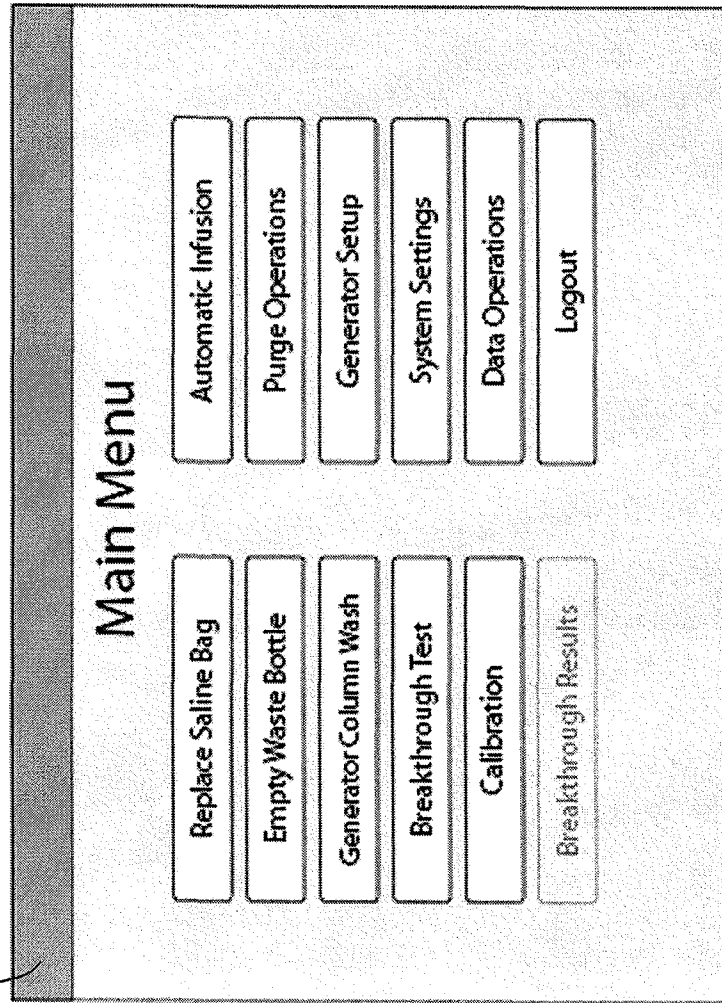 Main Menu
Replace Saline Bag
Empty Waste Bottle
Generator Column Wash
Breakthrough Test
Calibration
Breakthrough Results
Automatic Infusion
Purge Operations
Generator Setup
System Settings
Data Operations
Logout